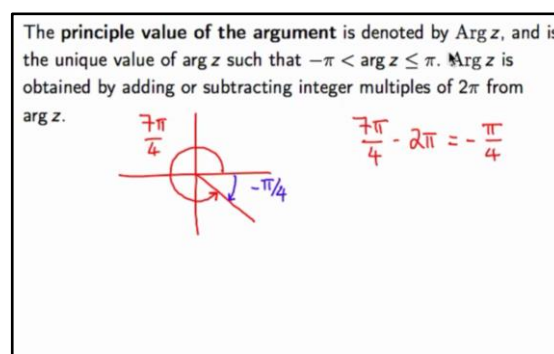 The principle value of the argument is denoted by Arg z, and is
the unique value of arg z such that −π < arg z ≤ π. Arg z is
obtained by adding or subtracting integer multiples of 2π from
arg z.
7π/4
7π/4 - 2π = - π/4
-π/4